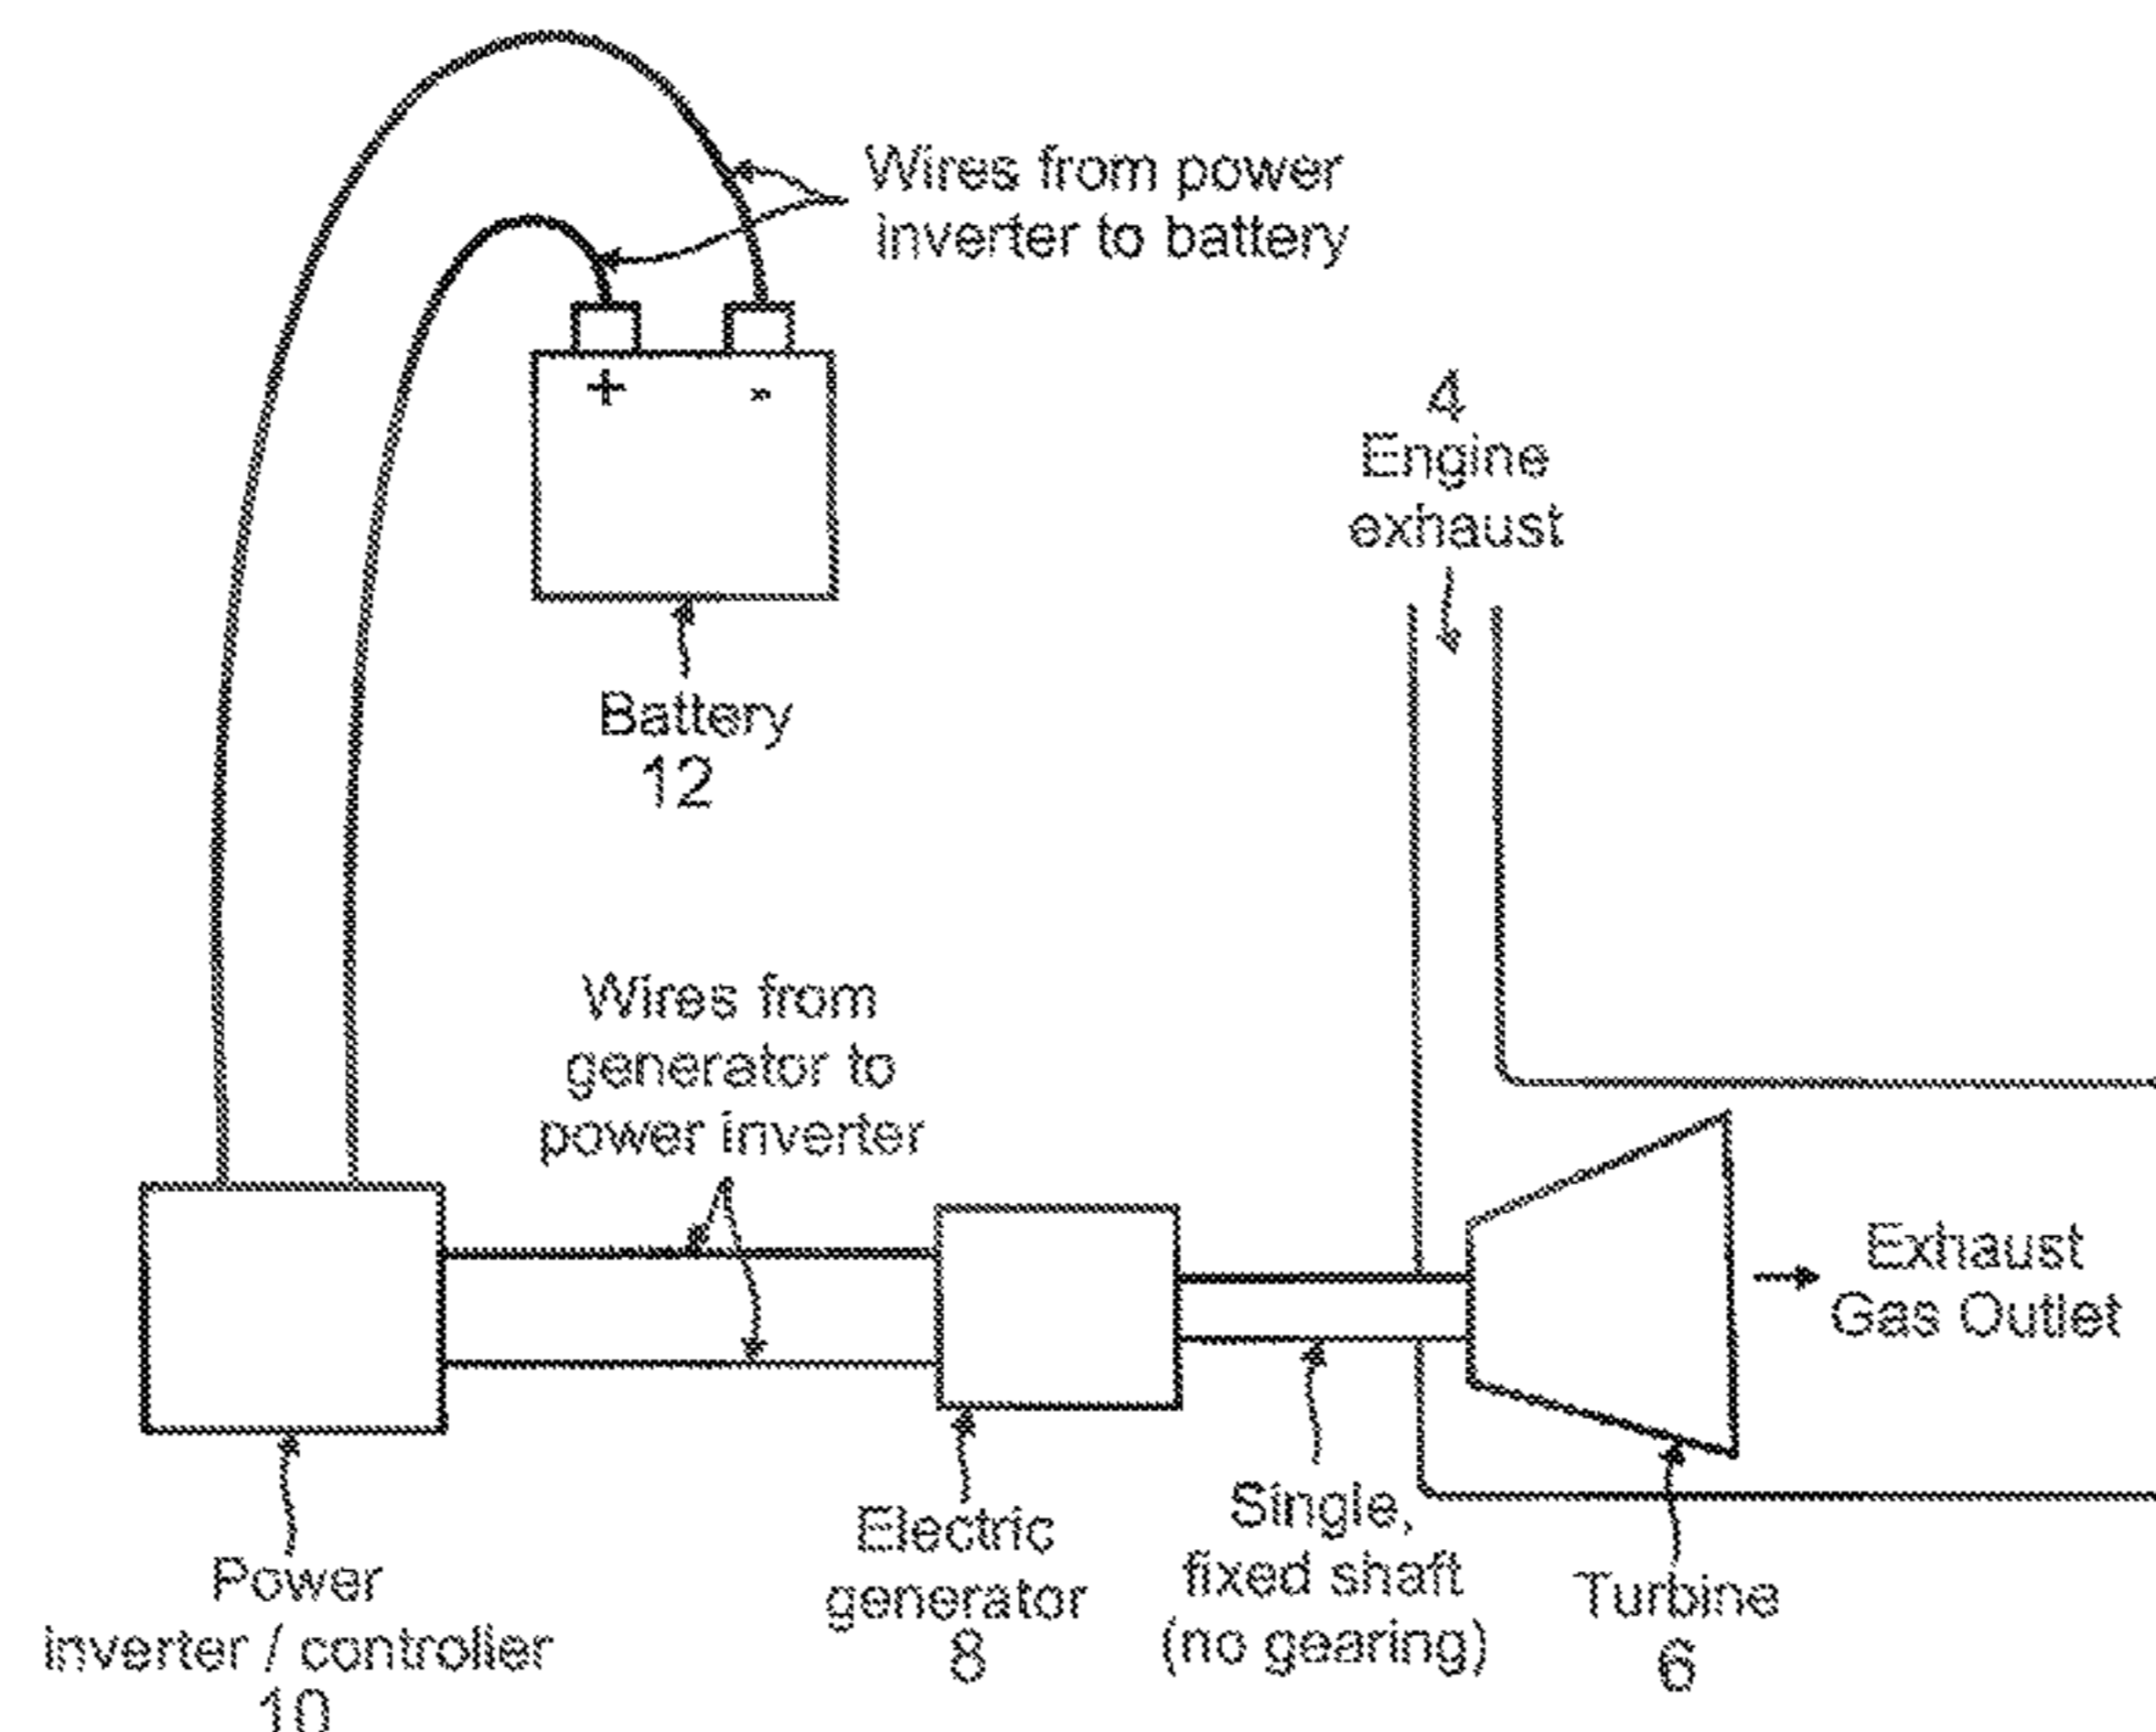 Wires from power
inverter to battery
+ -
4
Engine
exhaust
Battery
12
Wires from
generator to
power inverter
Exhaust
Gas Outlet
Single,
fixed shaft
(no gearing)
Electric
generator
8
Turbine
6
Power
inverter / controller
10